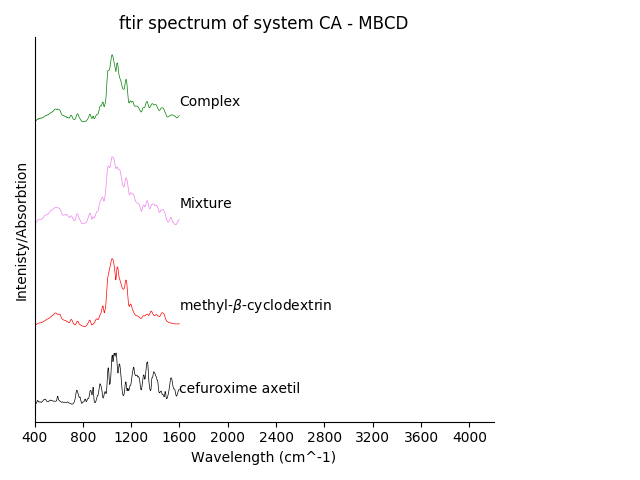 ftir spectrum of system CA - MBCD
Complex
Mixture
methyl-β-cyclodextrin
cefuroxime axetil
Intenisty/Absorbtion
400 800 1200 1600 2000 2400 2800 3200 3600 4000
Wavelength (cm^-1)